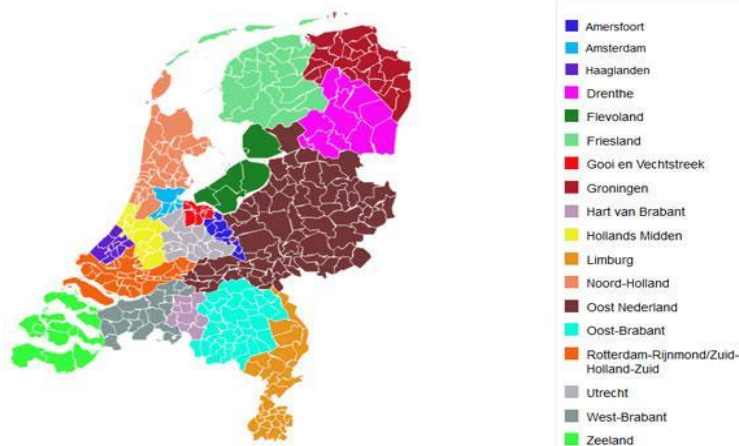 Amersfoort
Amsterdam
Haaglanden
Drenthe
Flevoland
Friesland
Gooi en Vechtstreek
Groningen
Hart van Brabant
Hollands Midden
Limburg
Noord-Holland
Oost Nederland
Oost-Brabant
Rotterdam-Rijnmond/Zuid-
Holland-Zuid
Utrecht
West-Brabant
Zeeland